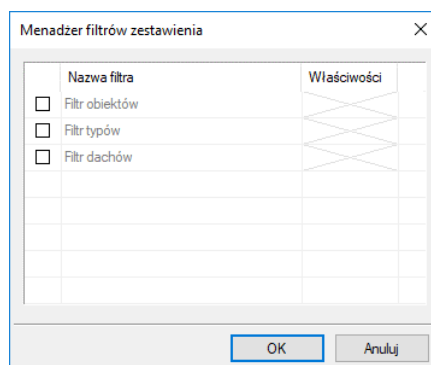 Menadżer filtrów zestawienia
Nazwa filtra Właściwości
Filtr obiektów
Filtr typów
Filtr dachów
OK Anuluj